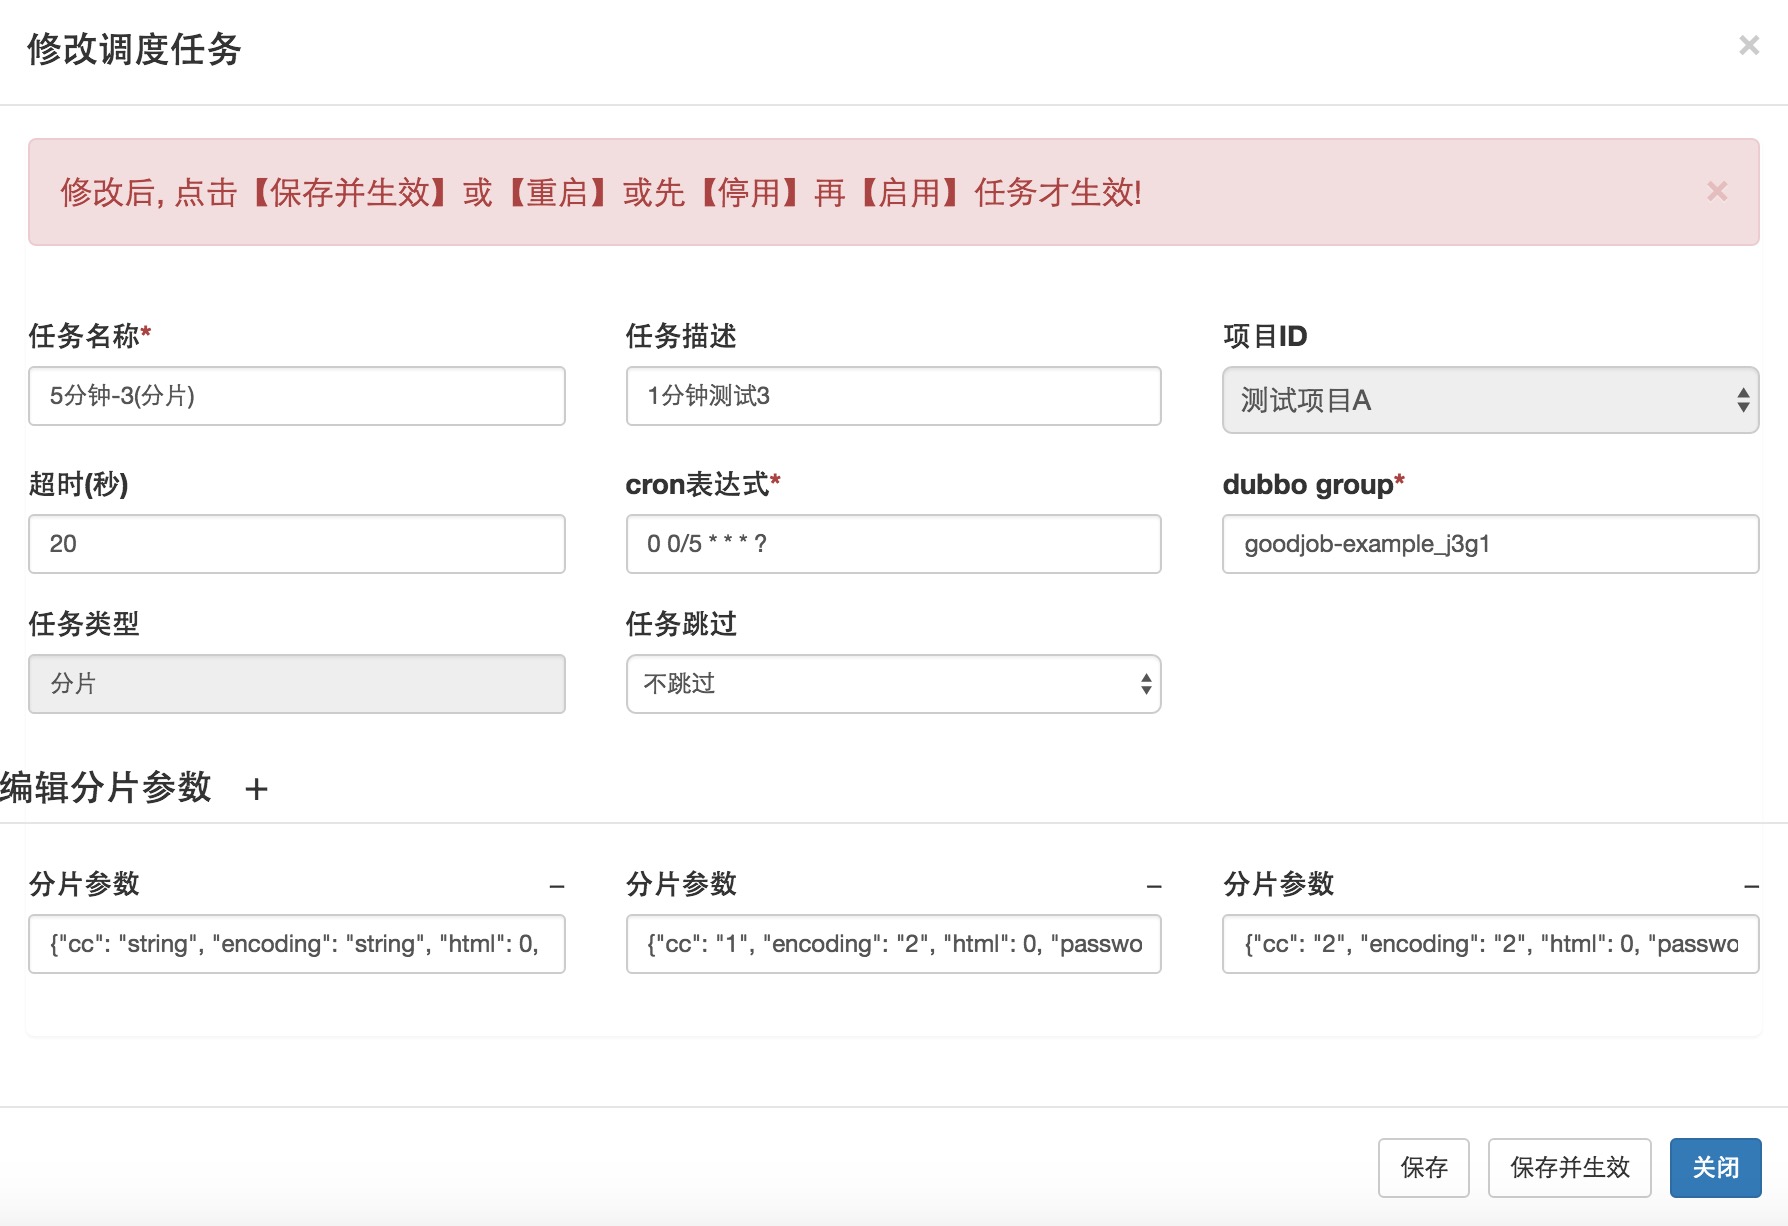 修改调度任务
×
修改后, 点击【保存并生效】或【重启】或先【停用】再【启用】任务才生效!
×
任务名称*
任务描述
项目ID
5分钟-3(分片)
1分钟测试3
测试项目A
超时(秒)
cron表达式*
dubbo group*
20
0 0/5 * * * ?
goodjob-example_j3g1
任务类型
任务跳过
分片
不跳过
编辑分片参数 +
分片参数 –
分片参数 –
分片参数 –
{"cc": "string", "encoding": "string", "html": 0,
{"cc": "1", "encoding": "2", "html": 0, "passwo
{"cc": "2", "encoding": "2", "html": 0, "passwo
保存
保存并生效
关闭